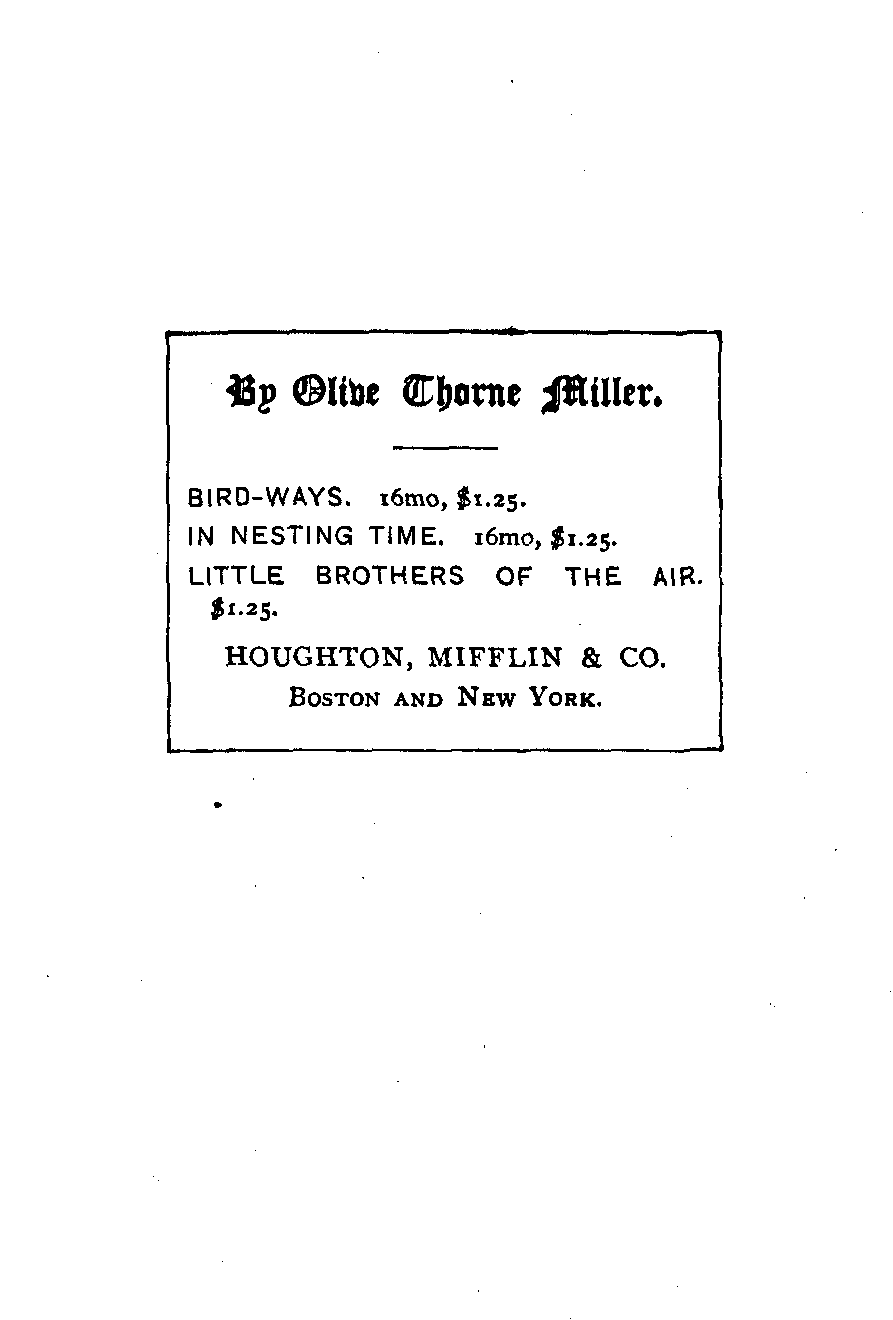 By Olive Thorne Miller.
BIRD-WAYS. 16mo, $1.25.
IN NESTING TIME. 16mo, $1.25.
LITTLE BROTHERS OF THE AIR.
$1.25.
HOUGHTON, MIFFLIN & CO.
BOSTON AND NEW YORK.